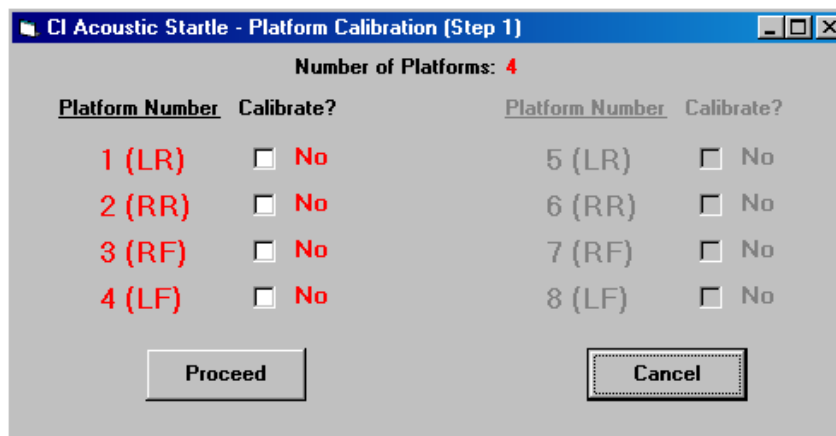 CI Acoustic Startle - Platform Calibration (Step 1)
Number of Platforms: 4
Platform Number Calibrate? Platform Number Calibrate?
1 (LR) No 5 (LR) No
2 (RR) No 6 (RR) No
3 (RF) No 7 (RF) No
4 (LF) No 8 (LF) No
Proceed Cancel